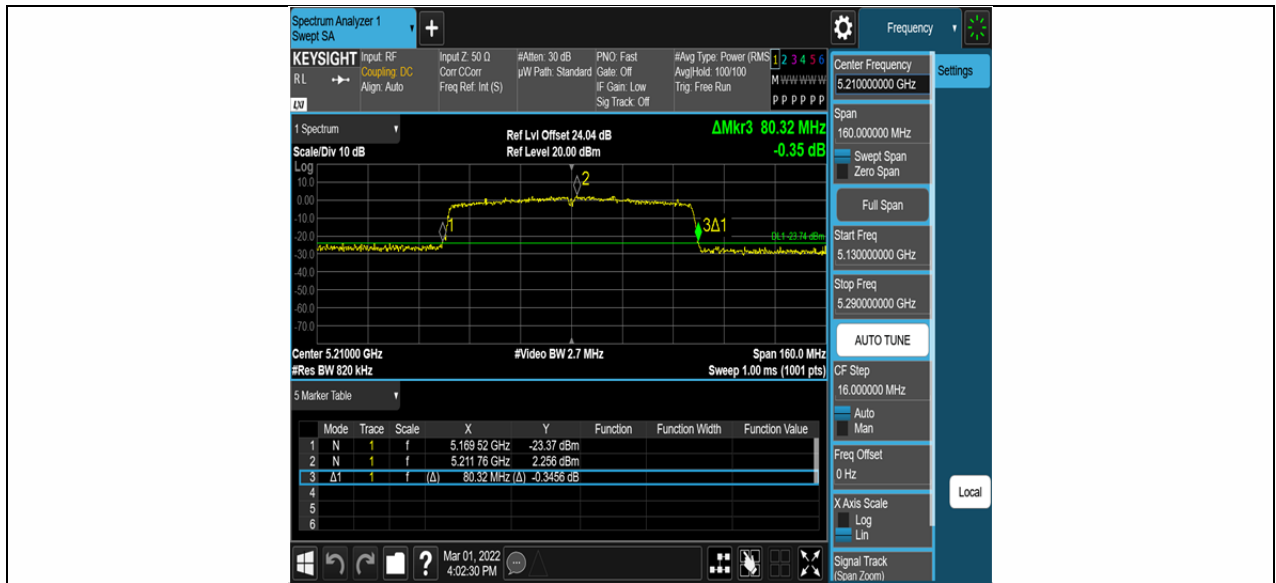 Spectrum Analyzer 1
Swept SA
+
Frequency
KEYSIGHT
RL
LXI
Input: RF
Coupling: DC
Align: Auto
Input Z: 50 Ω
Corr CCorr
Freq Ref: Int (S)
#Atten: 30 dB
µW Path: Standard
PNO: Fast
Gate: Off
IF Gain: Low
Sig Track: Off
#Avg Type: Power (RMS
Avg|Hold: 100/100
Trig: Free Run
1 2 3 4 5 6
M W W W W W
P P P P P P
1 Spectrum
Scale/Div 10 dB
Ref Lvl Offset 24.04 dB
Ref Level 20.00 dBm
ΔMkr3 80.32 MHz
-0.35 dB
Log
10.0
0.00
-10.0
-20.0
-30.0
-40.0
-50.0
-60.0
-70.0
1
2
3Δ1
DL1 -23.74 dBm
Center 5.21000 GHz
#Video BW 2.7 MHz
Span 160.0 MHz
#Res BW 820 kHz
Sweep 1.00 ms (1001 pts)
5 Marker Table
Mode Trace Scale X Y Function Function Width Function Value
1 N 1 f 5.169 52 GHz -23.37 dBm
2 N 1 f 5.211 76 GHz 2.256 dBm
3 Δ1 1 f (Δ) 80.32 MHz (Δ) -0.3456 dB
4
5
6
?
Mar 01, 2022
4:02:30 PM
Center Frequency
5.210000000 GHz
Settings
Span
160.000000 MHz
Swept Span
Zero Span
Full Span
Start Freq
5.130000000 GHz
Stop Freq
5.290000000 GHz
AUTO TUNE
CF Step
16.000000 MHz
Auto
Man
Freq Offset
0 Hz
X Axis Scale
Log
Lin
Local
Signal Track
(Span Zoom)